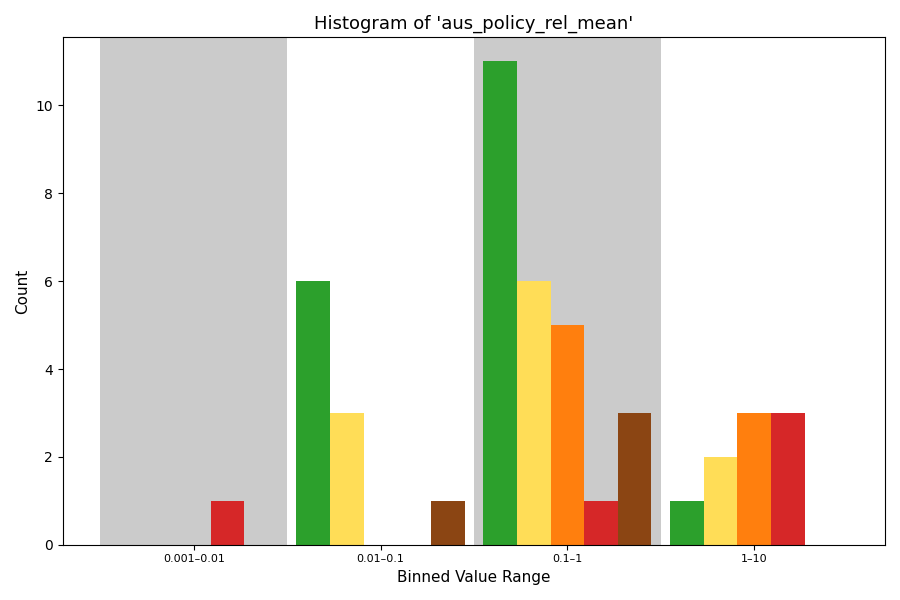 Histogram of 'aus_policy_rel_mean'
Count
10
8
6
4
2
0
0.001–0.01 0.01–0.1 0.1–1 1–10
Binned Value Range